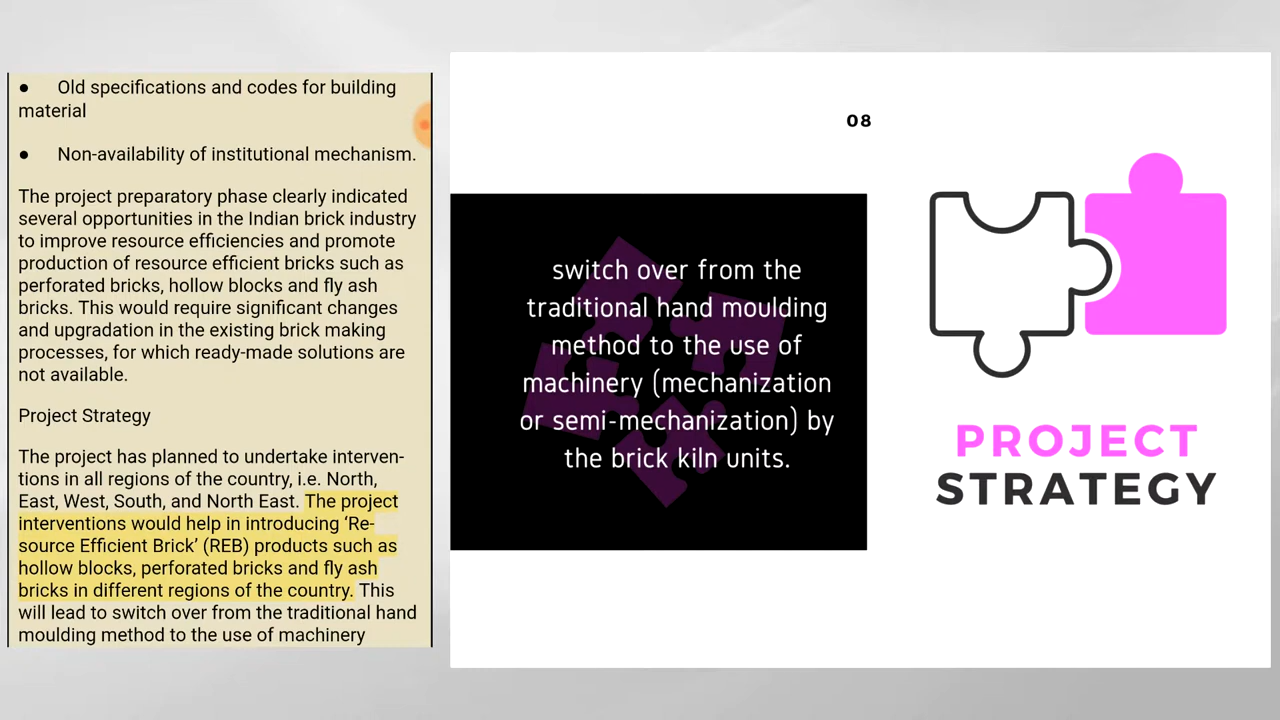 ● Old specifications and codes for building
material
● Non-availability of institutional mechanism.
The project preparatory phase clearly indicated
several opportunities in the Indian brick industry
to improve resource efficiencies and promote
production of resource efficient bricks such as
perforated bricks, hollow blocks and fly ash
bricks. This would require significant changes
and upgradation in the existing brick making
processes, for which ready-made solutions are
not available.
Project Strategy
The project has planned to undertake interven-
tions in all regions of the country, i.e. North,
East, West, South, and North East. The project
interventions would help in introducing ‘Re-
source Efficient Brick’ (REB) products such as
hollow blocks, perforated bricks and fly ash
bricks in different regions of the country. This
will lead to switch over from the traditional hand
moulding method to the use of machinery
08
switch over from the
traditional hand moulding
method to the use of
machinery (mechanization
or semi-mechanization) by
the brick kiln units.
PROJECT
STRATEGY